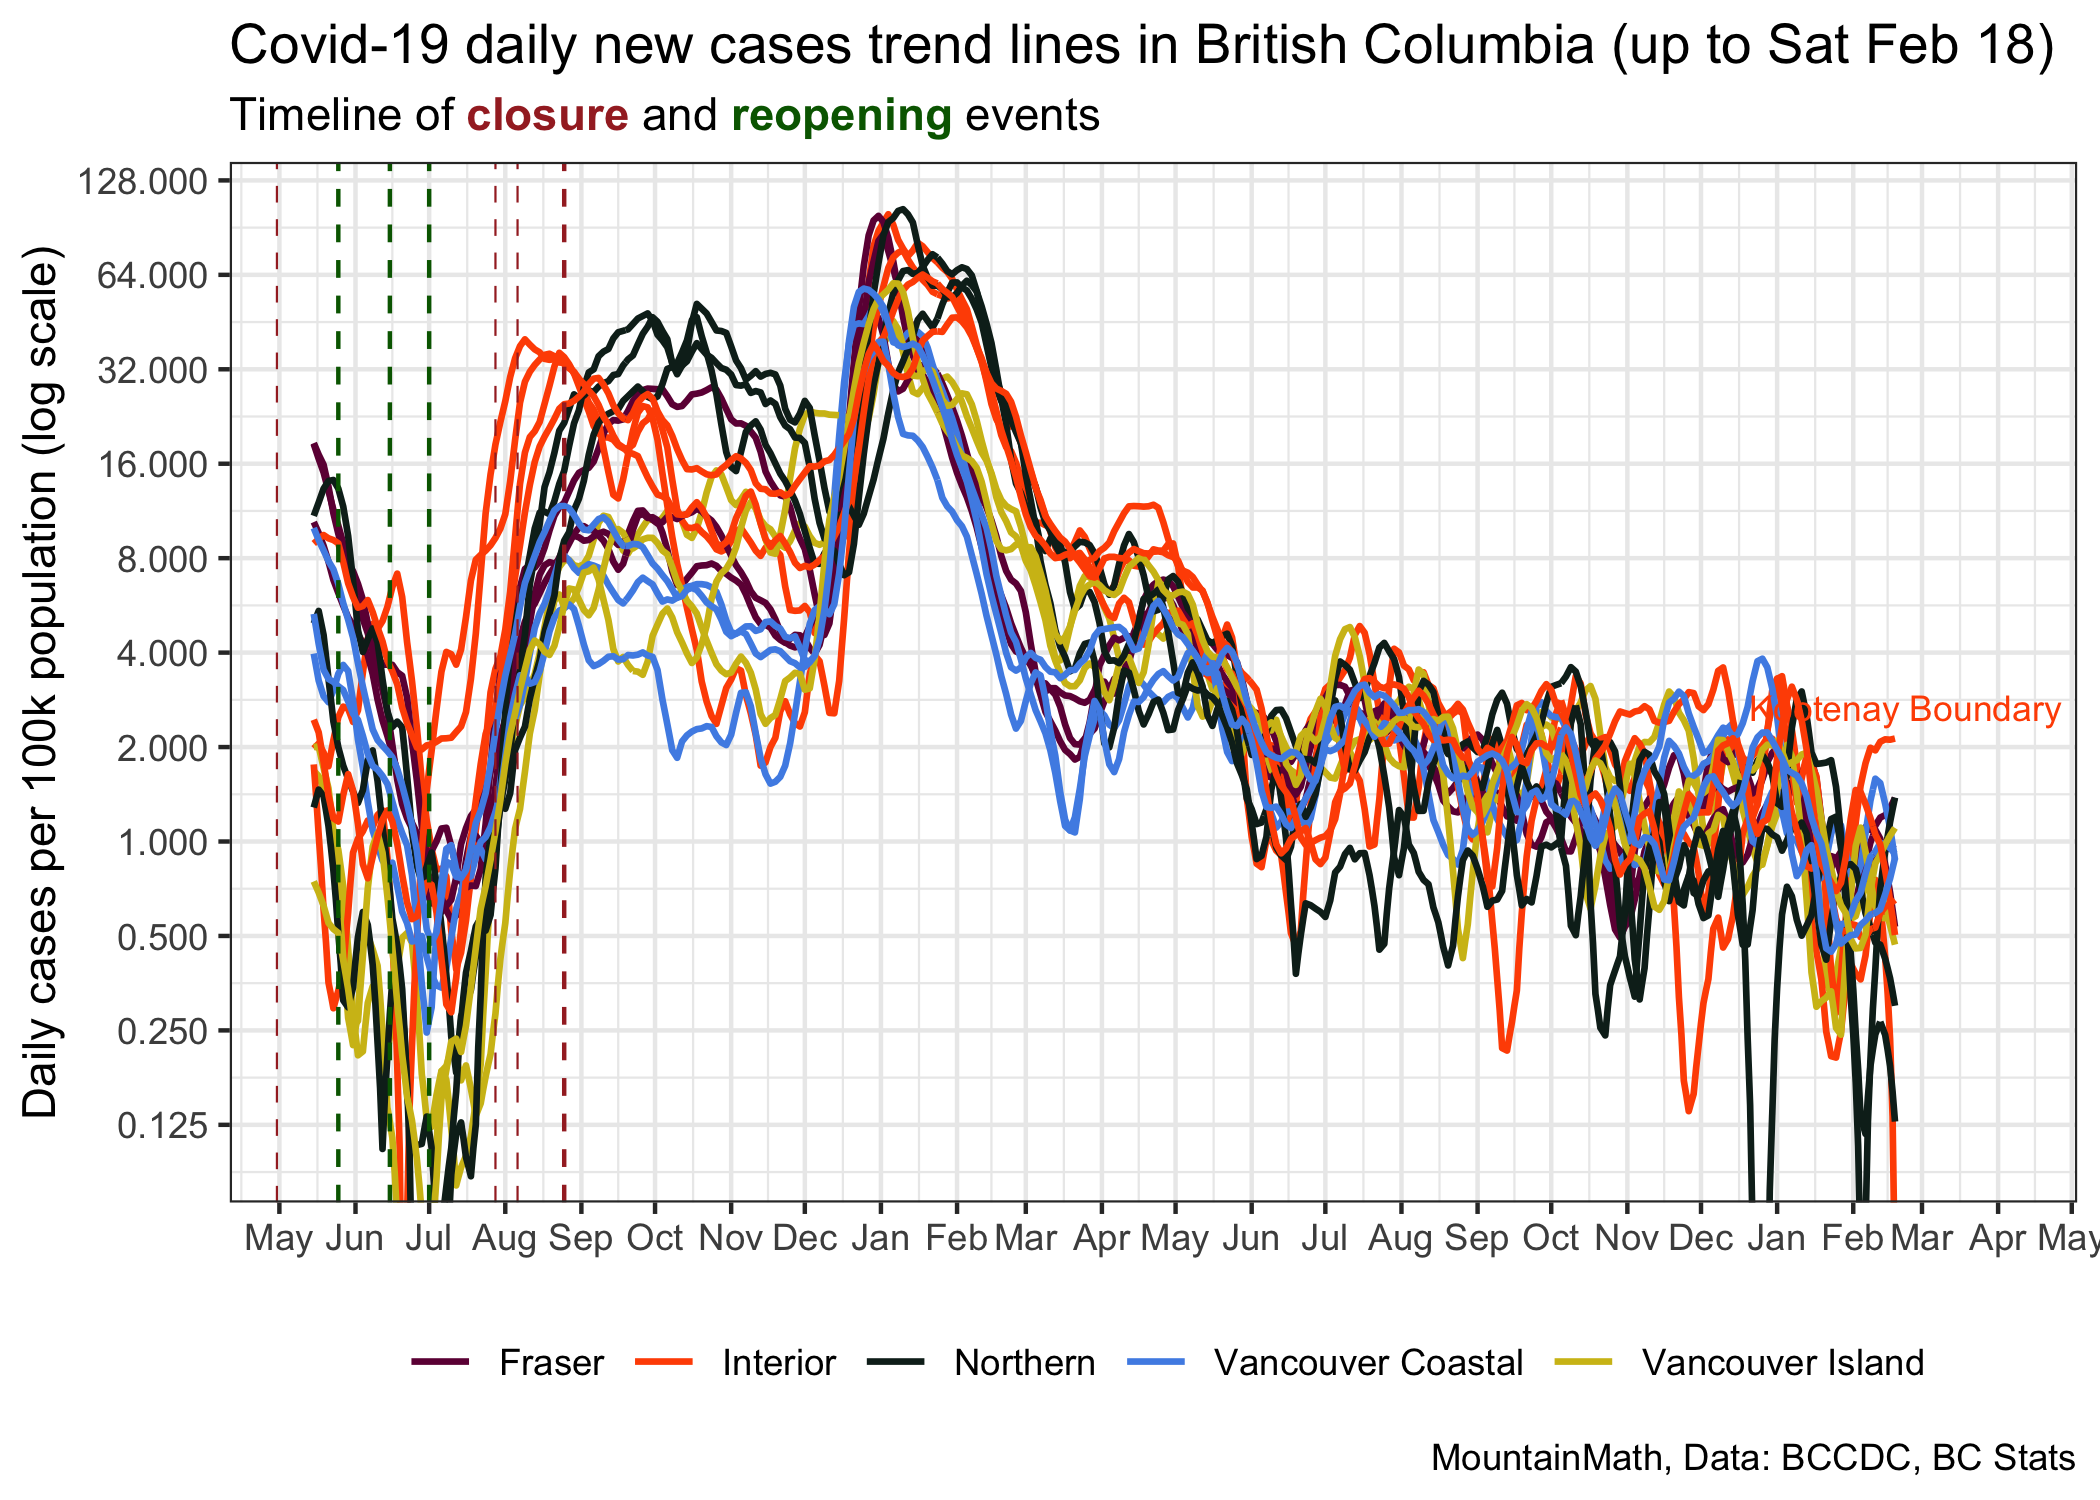 Covid-19 daily new cases trend lines in British Columbia (up to Sat Feb 18)
Timeline of closure and reopening events
Daily cases per 100k population (log scale)
128.000
64.000
32.000
16.000
8.000
4.000
2.000
1.000
0.500
0.250
0.125
Kootenay Boundary
May Jun Jul Aug Sep Oct Nov Dec Jan Feb Mar Apr May Jun Jul Aug Sep Oct Nov Dec Jan Feb Mar Apr May
Fraser Interior Northern Vancouver Coastal Vancouver Island
MountainMath, Data: BCCDC, BC Stats